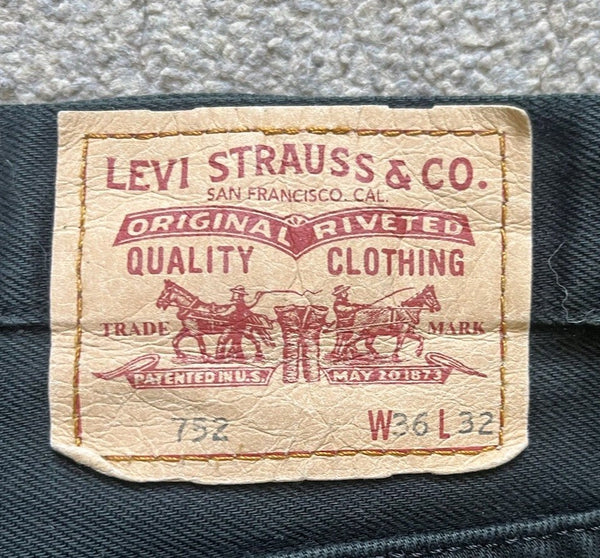 LEVI STRAUSS & CO.
SAN FRANCISCO. CAL.
ORIGINAL RIVETED
QUALITY CLOTHING
TRADE MARK
PATENTED IN U.S. MAY 20 1873
752 W36 L32